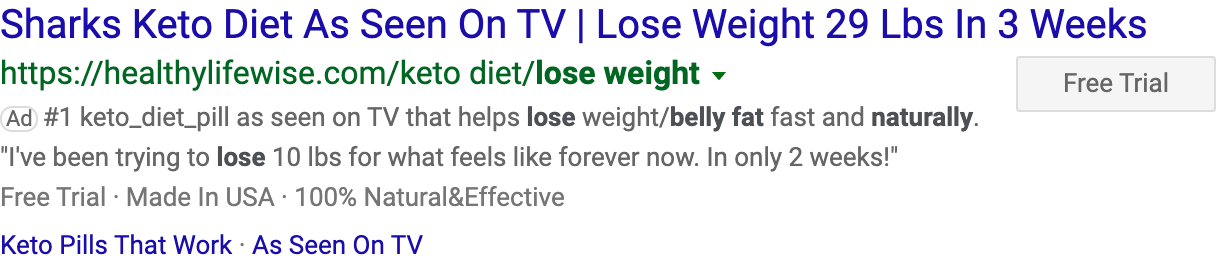 Sharks Keto Diet As Seen On TV | Lose Weight 29 Lbs In 3 Weeks
https://healthylifewise.com/keto diet/lose weight
Free Trial
Ad #1 keto_diet_pill as seen on TV that helps lose weight/belly fat fast and naturally.
"I've been trying to lose 10 lbs for what feels like forever now. In only 2 weeks!"
Free Trial · Made In USA · 100% Natural&Effective
Keto Pills That Work · As Seen On TV